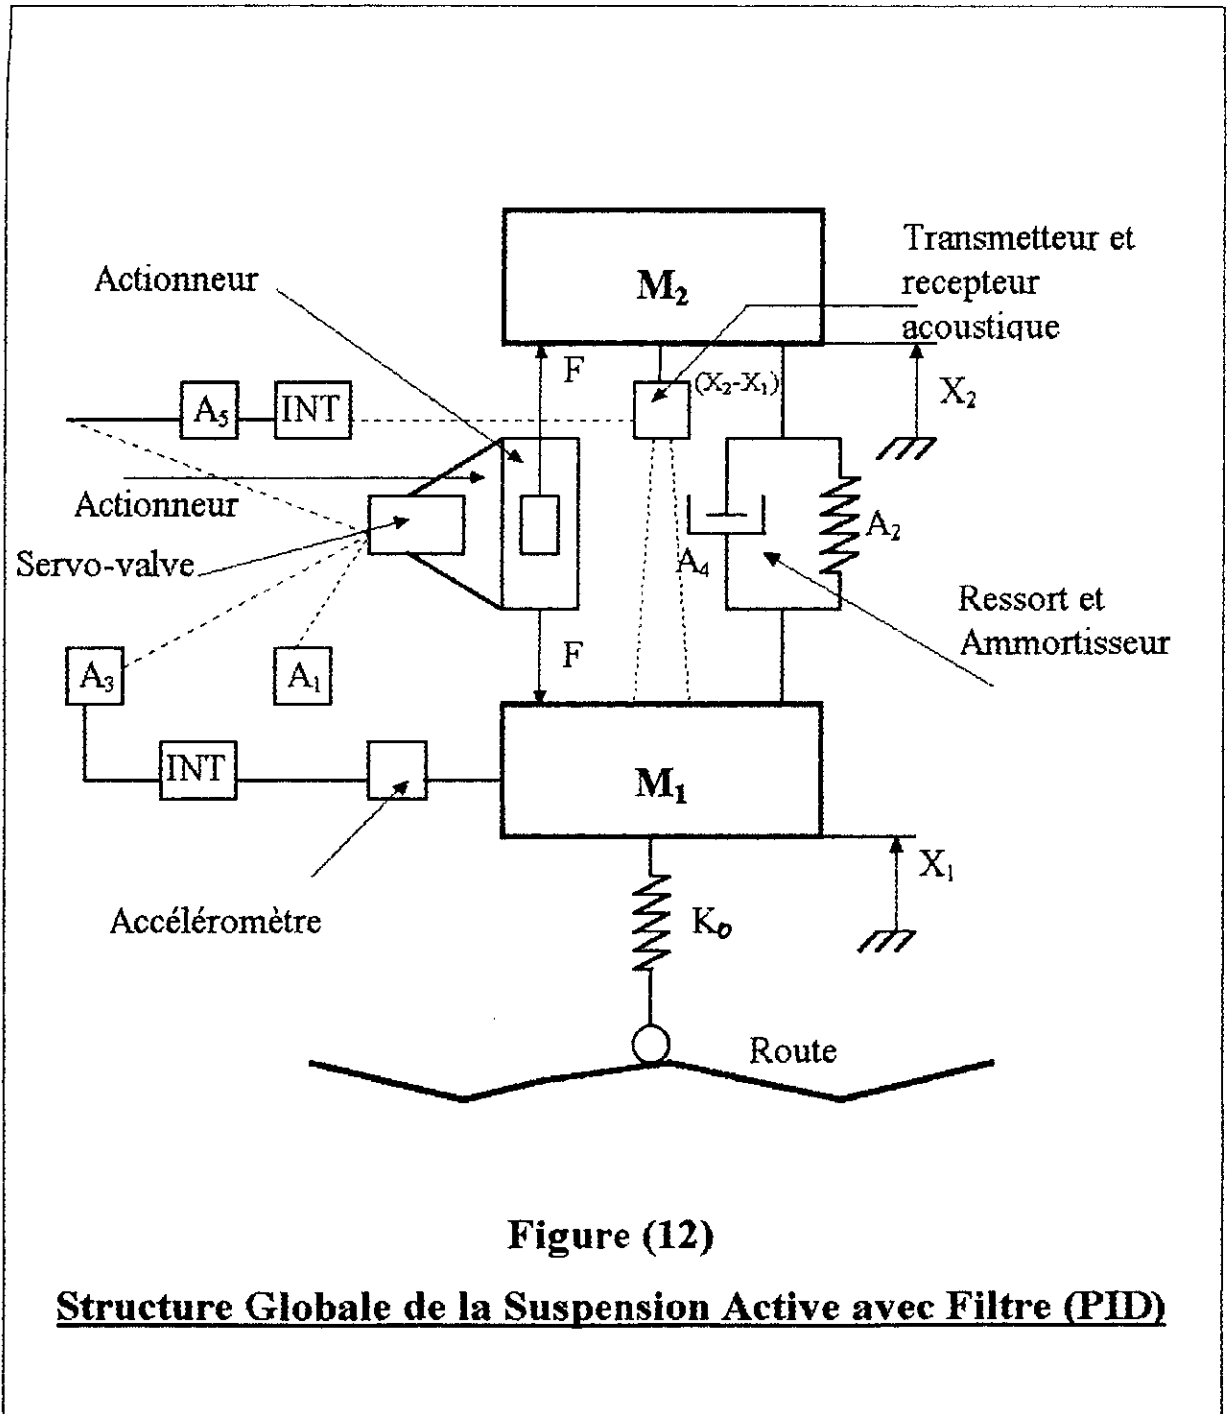 Transmetteur et
recepteur
acoustique
Actionneur
M₂
F
(X₂-X₁)
X₂
A₅
INT
Actionneur
Servo-valve
A₄
A₂
Ressort et
Ammortisseur
F
A₃
A₁
INT
M₁
X₁
Accéléromètre
K₀
Route
Figure (12)
Structure Globale de la Suspension Active avec Filtre (PID)